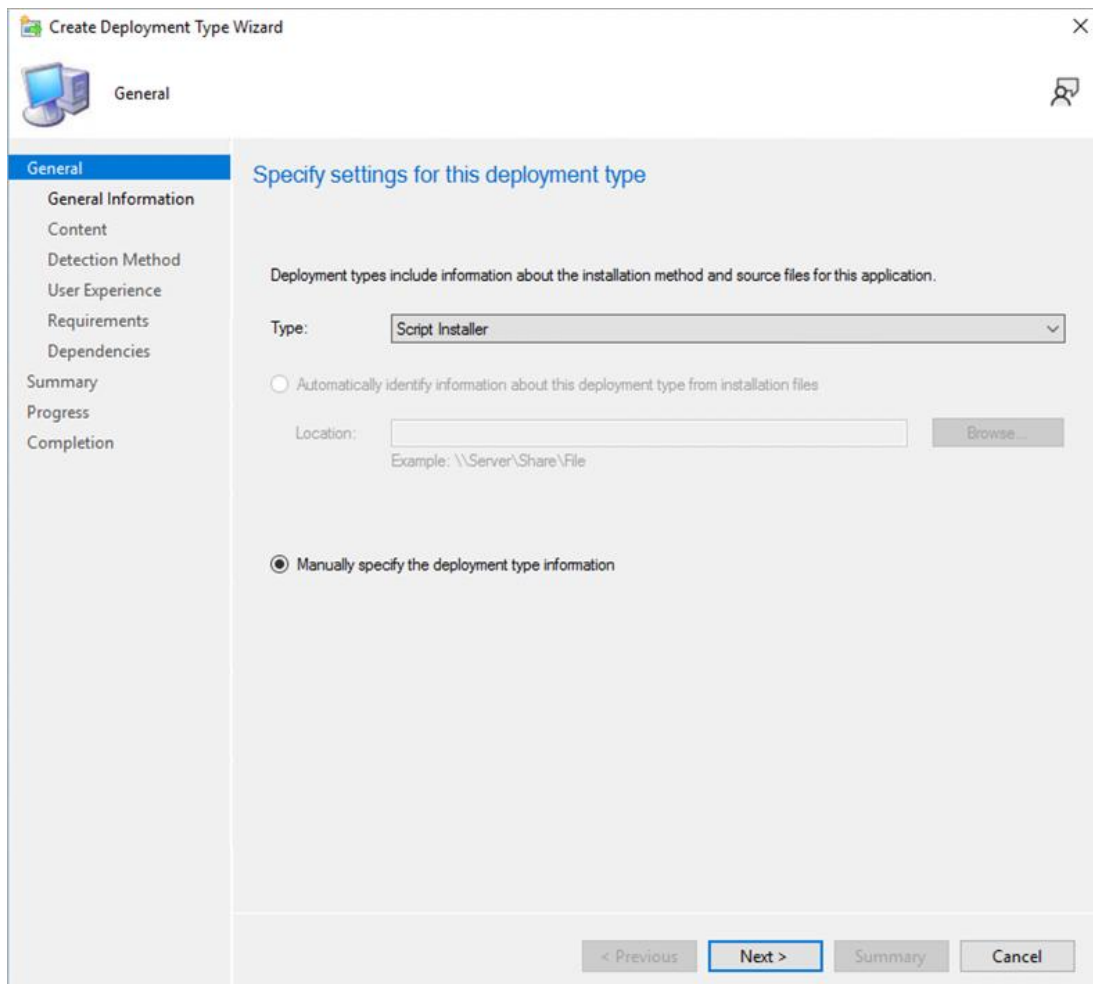 Create Deployment Type Wizard
General
General
General Information
Content
Detection Method
User Experience
Requirements
Dependencies
Summary
Progress
Completion
Specify settings for this deployment type
Deployment types include information about the installation method and source files for this application.
Type: Script Installer
Automatically identify information about this deployment type from installation files
Location: Browse...
Example: \\Server\Share\File
Manually specify the deployment type information
< Previous Next > Summary Cancel